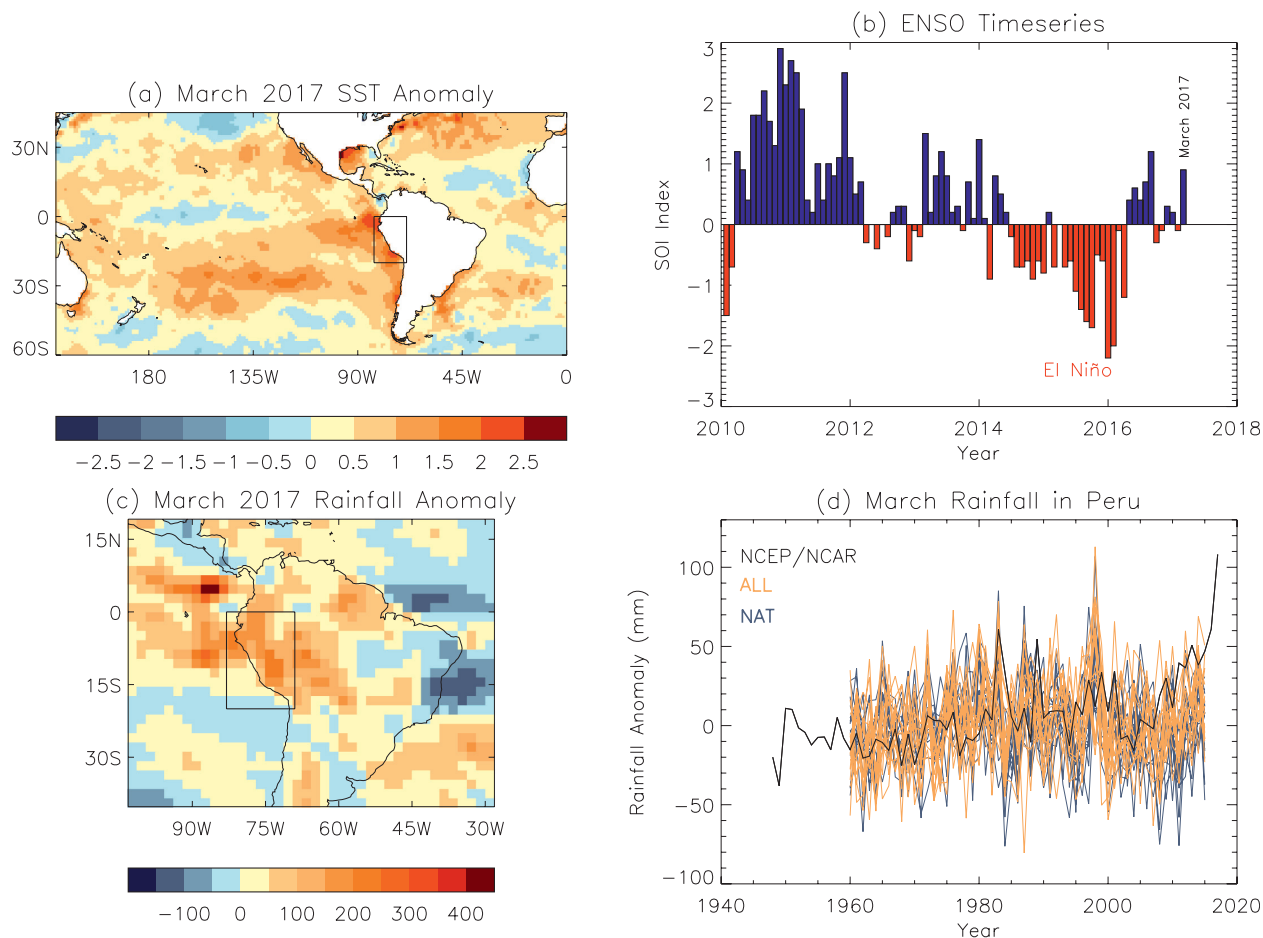 (a) March 2017 SST Anomaly
30N
0
30S
60S
180 135W 90W 45W 0
−2.5 −2 −1.5 −1 −0.5 0 0.5 1 1.5 2 2.5
(b) ENSO Timeseries
SOI Index
3
2
1
0
−1
−2
−3
March 2017
El Niño
2010 2012 2014 2016 2018
Year
(c) March 2017 Rainfall Anomaly
15N
0
15S
30S
90W 75W 60W 45W 30W
−100 0 100 200 300 400
(d) March Rainfall in Peru
Rainfall Anomaly (mm)
100
50
0
−50
−100
NCEP/NCAR
ALL
NAT
1940 1960 1980 2000 2020
Year